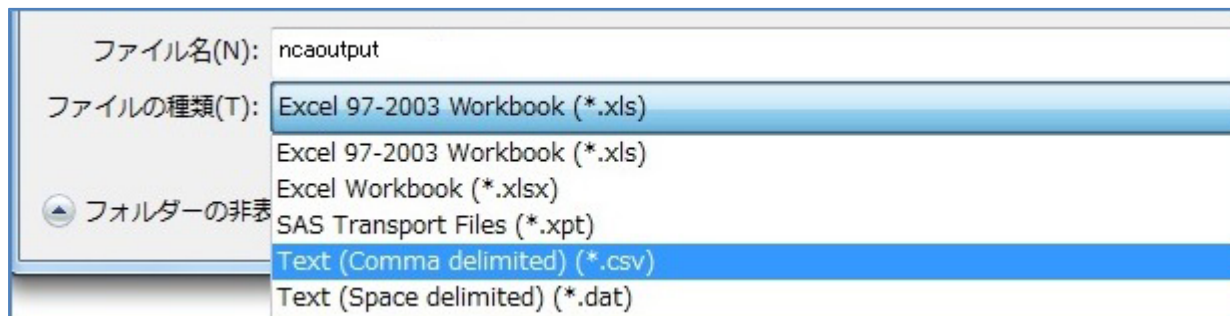 ファイル名(N): ncaoutput
ファイルの種類(T): Excel 97-2003 Workbook (*.xls)
Excel 97-2003 Workbook (*.xls)
Excel Workbook (*.xlsx)
フォルダーの非表
SAS Transport Files (*.xpt)
Text (Comma delimited) (*.csv)
Text (Space delimited) (*.dat)